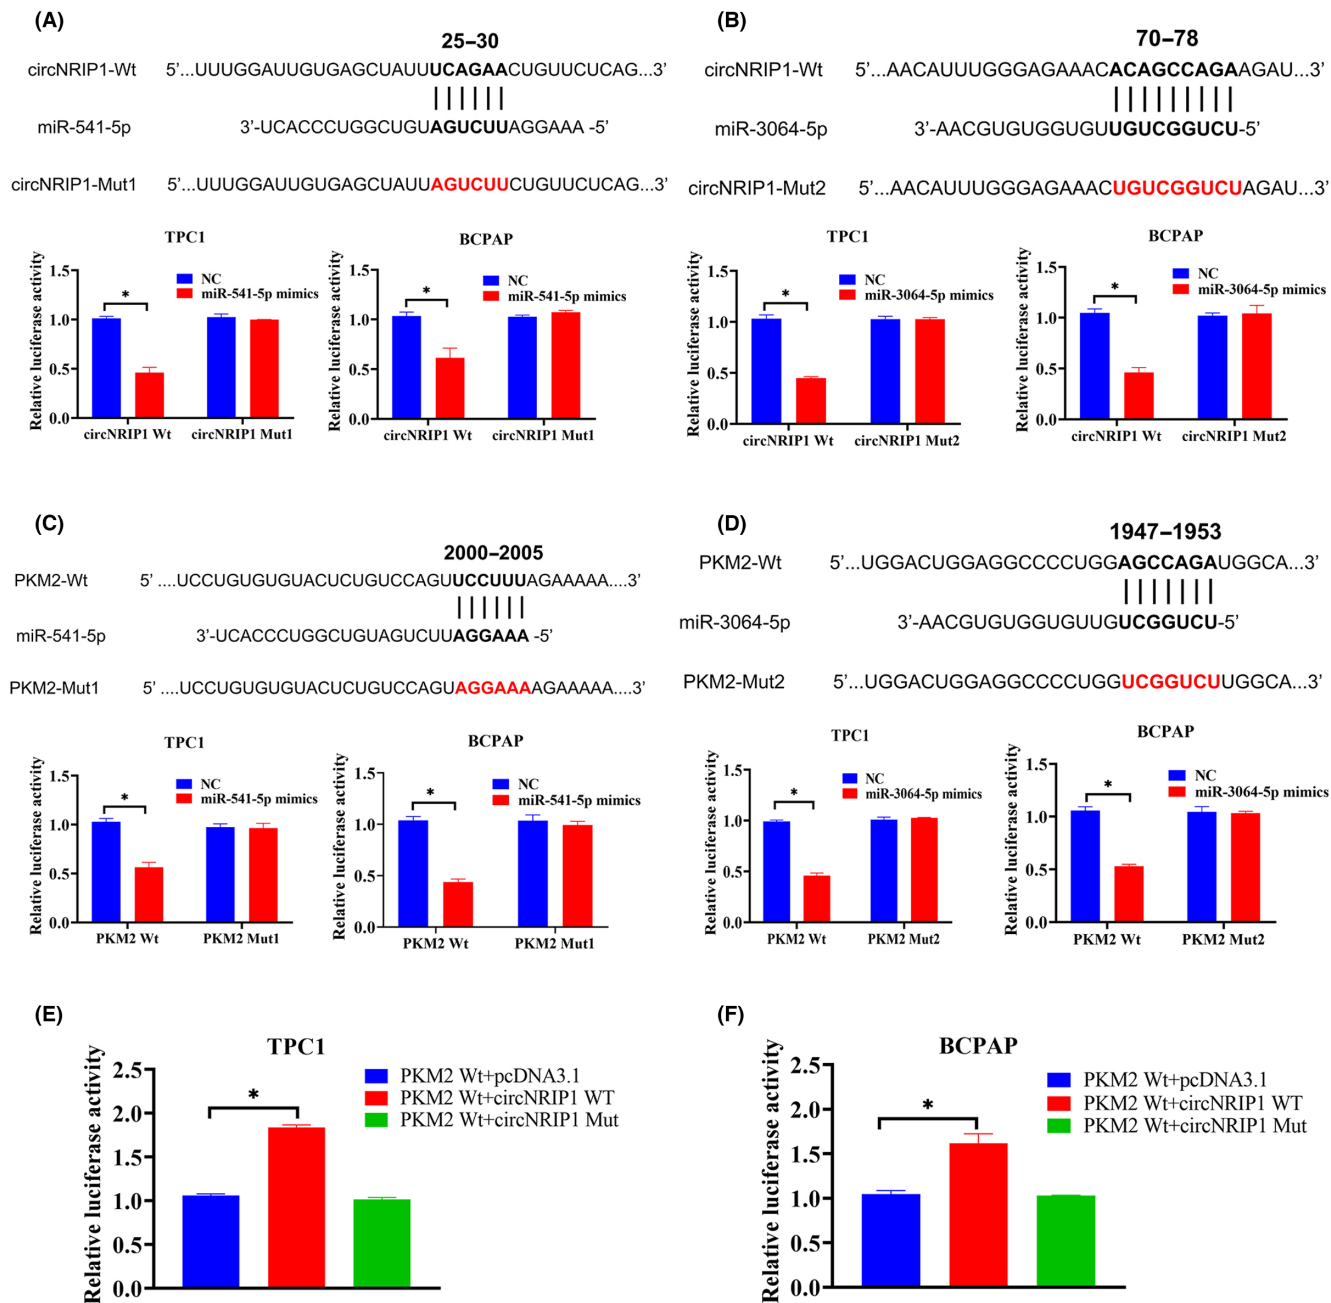 (A)
25–30
circNRIP1-Wt 5’...UUUGGAUUGUGAGCUAUUUCAGAACUGUUCUCAG...3’
miR-541-5p 3’-UCACCCUGGCUGUAGUCUUAGGAAA -5’
circNRIP1-Mut1 5’...UUUGGAUUGUGAGCUAUUAGUCUUCUGUUCUCAG...3’
TPC1
Relative luciferase activity
NC
miR-541-5p mimics
1.5
1.0
0.5
0.0
*
circNRIP1 Wt circNRIP1 Mut1
BCPAP
Relative luciferase activity
NC
miR-541-5p mimics
1.5
1.0
0.5
0.0
*
circNRIP1 Wt circNRIP1 Mut1
(B)
70–78
circNRIP1-Wt 5’...AACAUUUGGGAGAAACACAGCCAGAAGAU...3’
miR-3064-5p 3’-AACGUGUGGUGUUGUCGGUCU-5’
circNRIP1-Mut2 5’...AACAUUUGGGAGAAACUGUCGGUCUAGAU...3’
TPC1
Relative luciferase activity
NC
miR-3064-5p mimics
1.5
1.0
0.5
0.0
*
circNRIP1 Wt circNRIP1 Mut2
BCPAP
Relative luciferase activity
NC
miR-3064-5p mimics
1.5
1.0
0.5
0.0
*
circNRIP1 Wt circNRIP1 Mut2
(C)
2000–2005
PKM2-Wt 5’ ....UCCUGUGUGUACUCUGUCCAGUUCCUUUAGAAAAA....3’
miR-541-5p 3’-UCACCCUGGCUGUAGUCUUAGGAAA -5’
PKM2-Mut1 5’ ....UCCUGUGUGUACUCUGUCCAGUAGGAAAAGAAAAA....3’
TPC1
Relative luciferase activity
NC
miR-541-5p mimics
1.5
1.0
0.5
0.0
*
PKM2 Wt PKM2 Mut1
BCPAP
Relative luciferase activity
NC
miR-541-5p mimics
1.5
1.0
0.5
0.0
*
PKM2 Wt PKM2 Mut1
(D)
1947–1953
PKM2-Wt 5’...UGGACUGGAGGCCCCUGGAGCCAGAUGGCA...3’
miR-3064-5p 3’-AACGUGUGGUGUUGUCGGUCU-5’
PKM2-Mut2 5’...UGGACUGGAGGCCCCUGGUCGGUCUUGGCA...3’
TPC1
Relative luciferase activity
NC
miR-3064-5p mimics
1.5
1.0
0.5
0.0
*
PKM2 Wt PKM2 Mut2
BCPAP
Relative luciferase activity
NC
miR-3064-5p mimics
1.5
1.0
0.5
0.0
*
PKM2 Wt PKM2 Mut2
(E)
TPC1
Relative luciferase activity
PKM2 Wt+pcDNA3.1
PKM2 Wt+circNRIP1 WT
PKM2 Wt+circNRIP1 Mut
2.5
2.0
1.5
1.0
0.5
0.0
*
(F)
BCPAP
Relative luciferase activity
PKM2 Wt+pcDNA3.1
PKM2 Wt+circNRIP1 WT
PKM2 Wt+circNRIP1 Mut
2.5
2.0
1.5
1.0
0.5
0.0
*